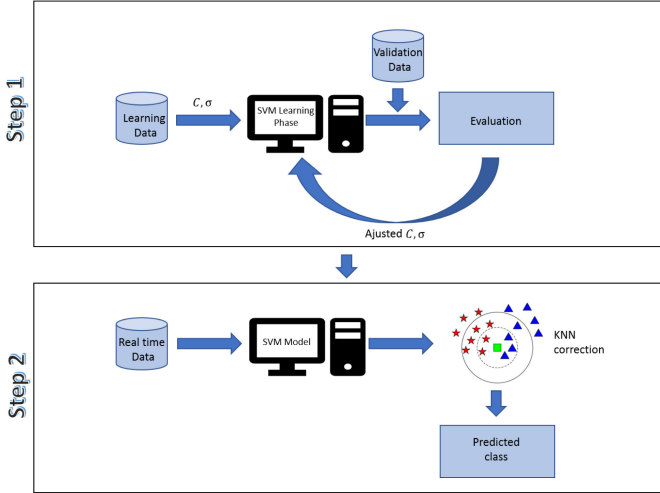 Step 1
Validation
Data
Learning
Data
C, σ
SVM Learning
Phase
Evaluation
Ajusted C, σ
Step 2
Real time
Data
SVM Model
KNN
correction
Predicted
class